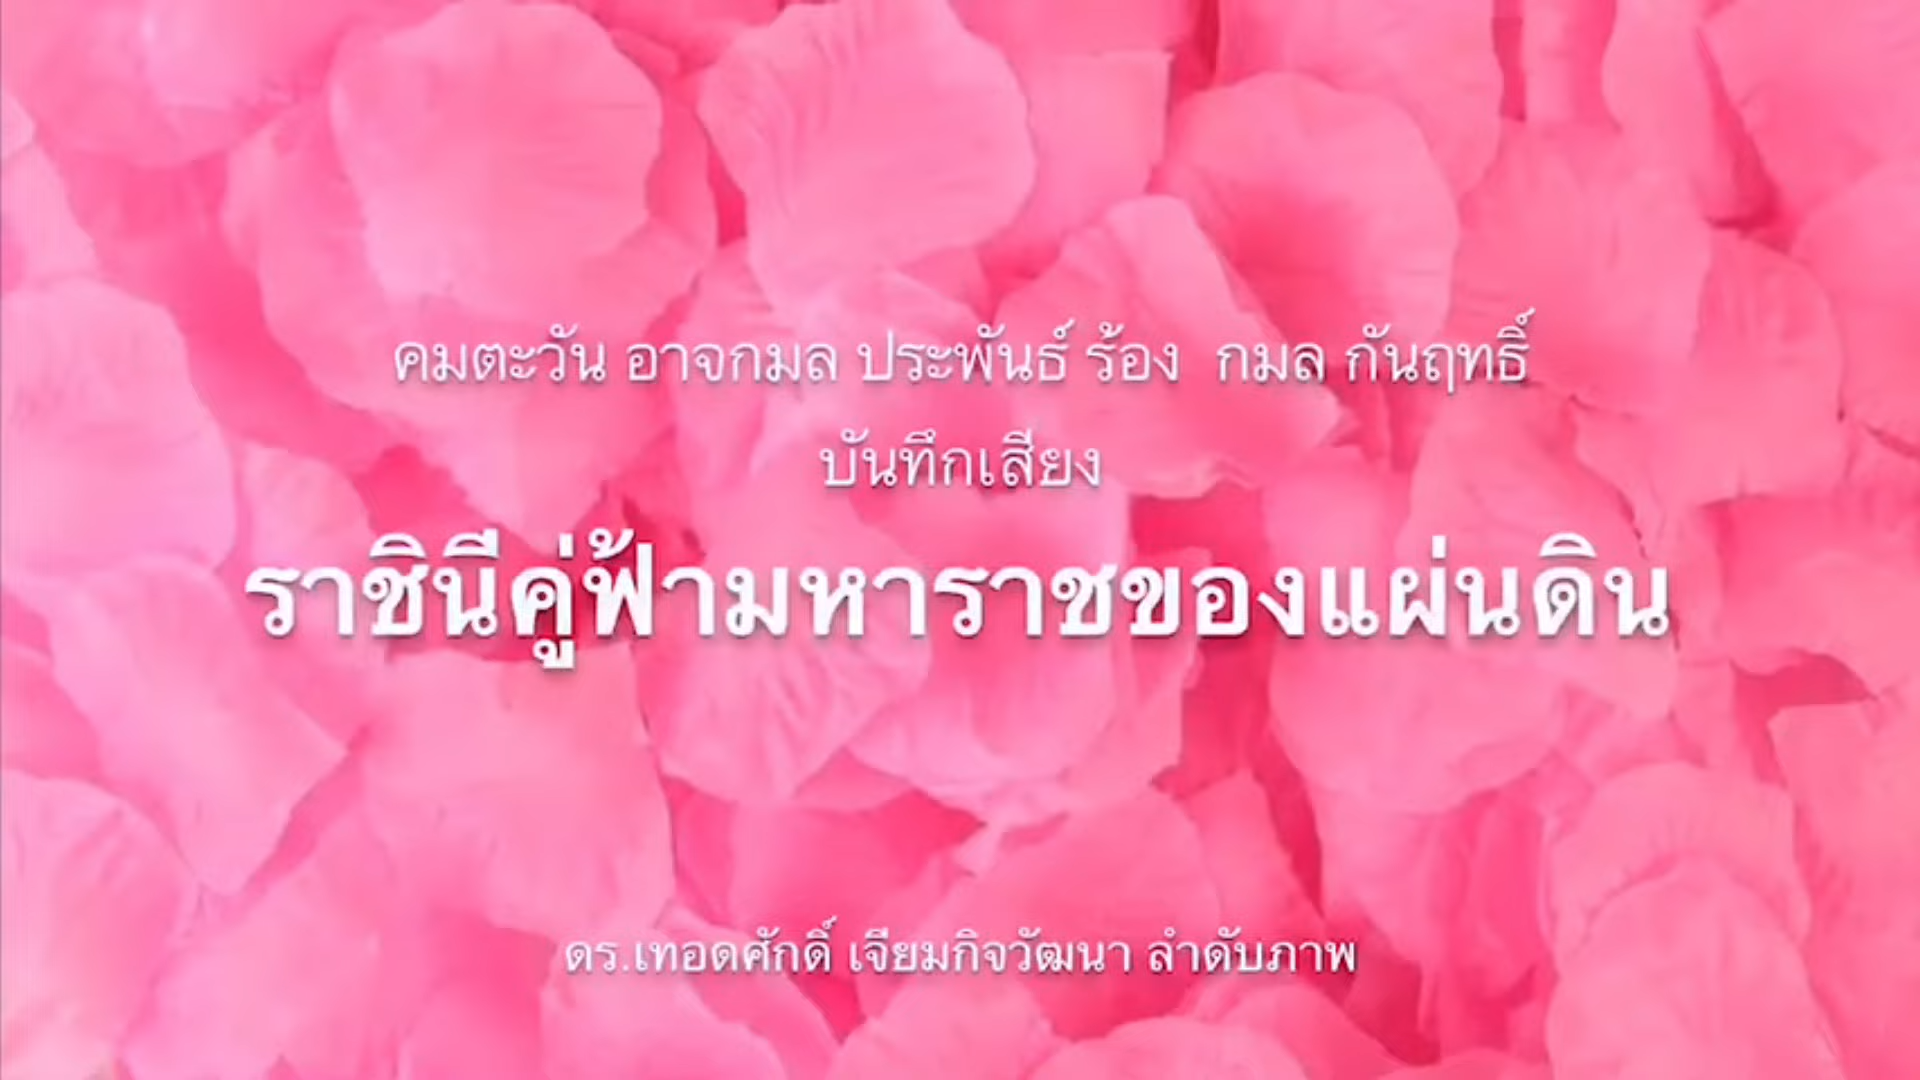 คมตะวัน อาจกมล ประพันธ์ ร้อง  กมล กันฤทธิ์
บันทึกเสียง
ราชินีคู่ฟ้ามหาราชของแผ่นดิน
ดร.เทอดศักดิ์ เจียมกิจวัฒนา ลำดับภาพ